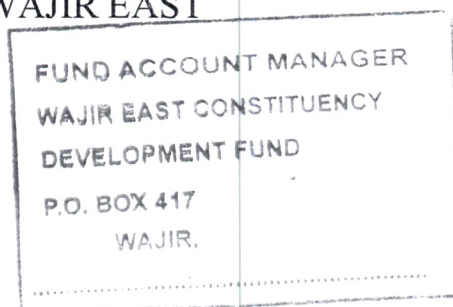 WAJIR EAST
FUND ACCOUNT MANAGER
WAJIR EAST CONSTITUENCY
DEVELOPMENT FUND
P.O. BOX 417
WAJIR.